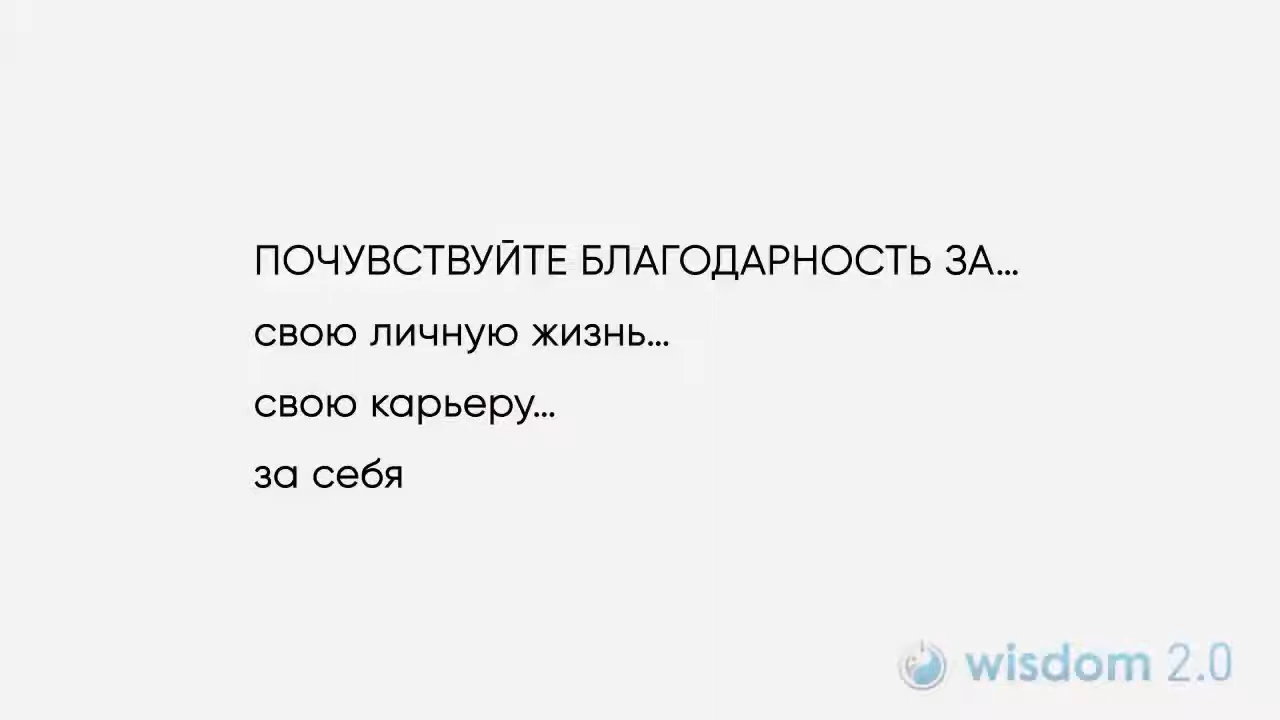 ПОЧУВСТВУЙТЕ БЛАГОДАРНОСТЬ ЗА...
свою личную жизнь...
свою карьеру...
за себя
wisdom 2.0